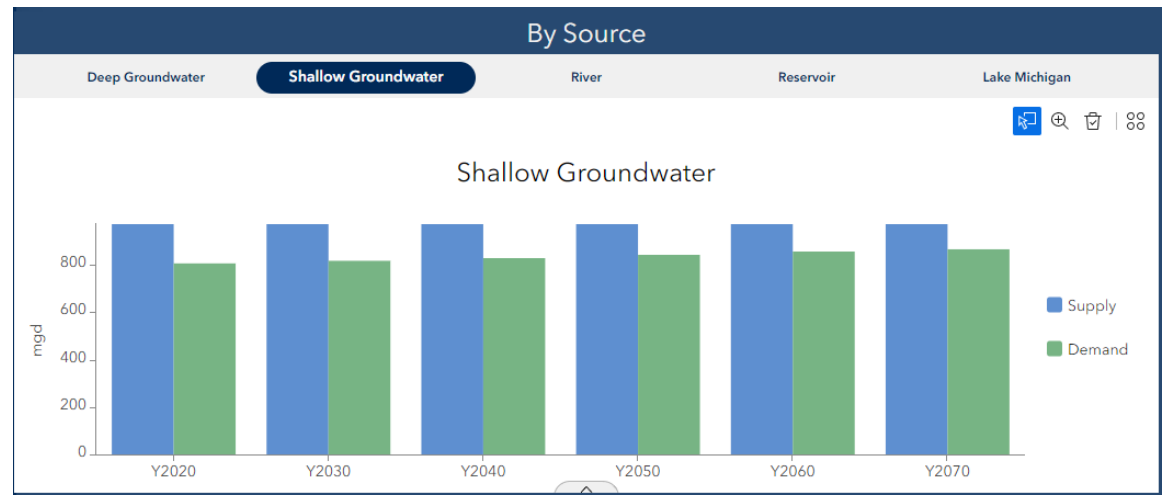 By Source
Deep Groundwater Shallow Groundwater River Reservoir Lake Michigan
Shallow Groundwater
800
600
400
200
0
mgd
Y2020 Y2030 Y2040 Y2050 Y2060 Y2070
Supply
Demand